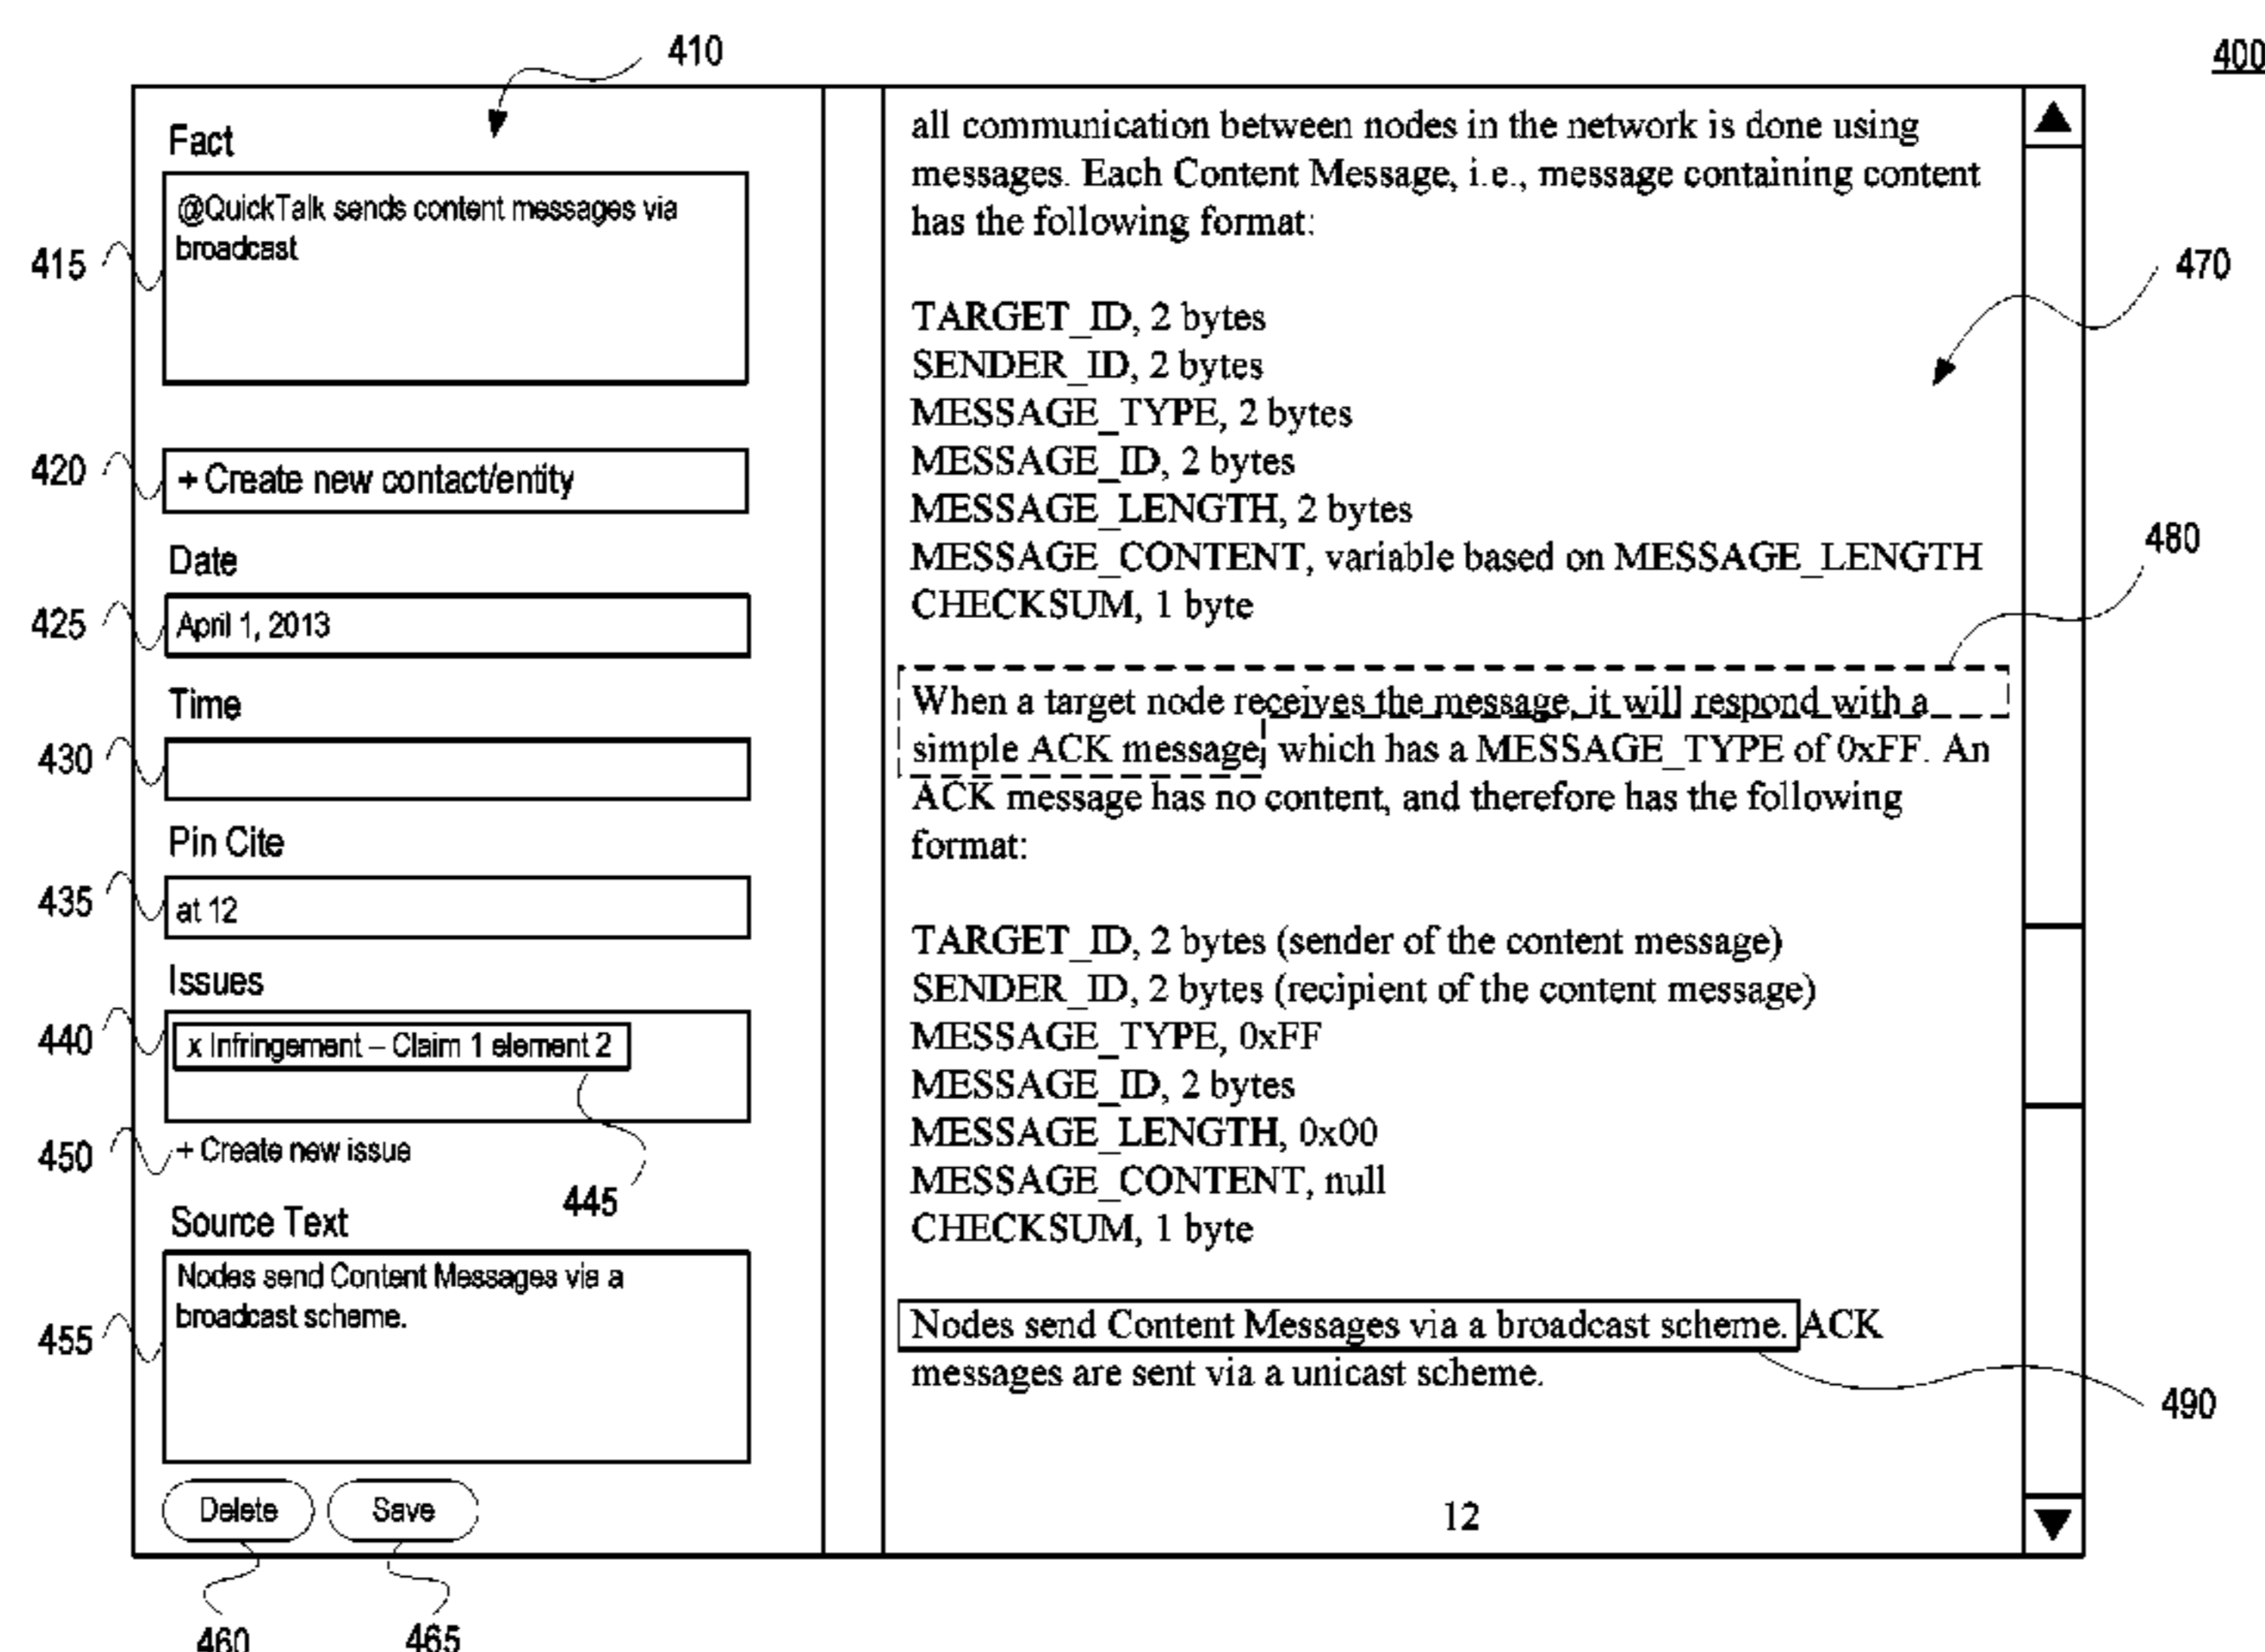 410
400
Fact
@QuickTalk sends content messages via
broadcast
415
420
+ Create new contact/entity
Date
425
April 1, 2013
Time
430
Pin Cite
435
at 12
Issues
440
x Infringement – Claim 1 element 2
450
+ Create new issue
445
Source Text
Nodes send Content Messages via a
broadcast scheme.
455
Delete
Save
460
465
all communication between nodes in the network is done using
messages. Each Content Message, i.e., message containing content
has the following format:
470
TARGET_ID, 2 bytes
SENDER_ID, 2 bytes
MESSAGE_TYPE, 2 bytes
MESSAGE_ID, 2 bytes
MESSAGE_LENGTH, 2 bytes
MESSAGE_CONTENT, variable based on MESSAGE_LENGTH
CHECKSUM, 1 byte
480
When a target node receives the message, it will respond with a
simple ACK message, which has a MESSAGE_TYPE of 0xFF. An
ACK message has no content, and therefore has the following
format:
TARGET_ID, 2 bytes (sender of the content message)
SENDER_ID, 2 bytes (recipient of the content message)
MESSAGE_TYPE, 0xFF
MESSAGE_ID, 2 bytes
MESSAGE_LENGTH, 0x00
MESSAGE_CONTENT, null
CHECKSUM, 1 byte
Nodes send Content Messages via a broadcast scheme. ACK
messages are sent via a unicast scheme.
490
12